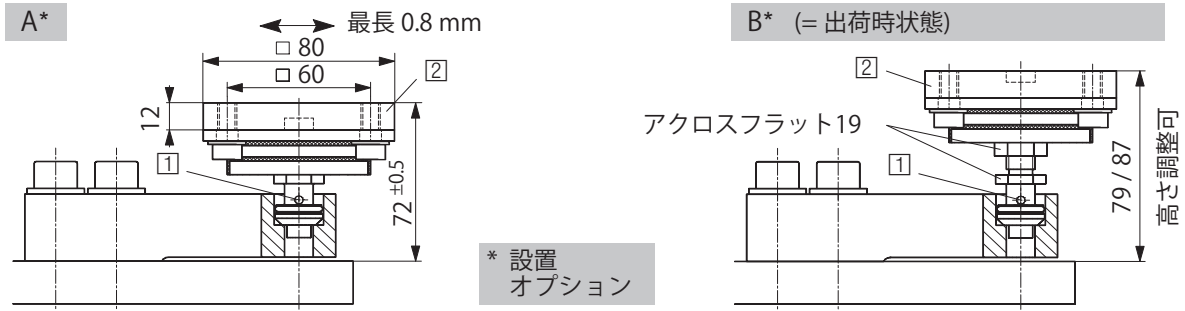 A*
最長 0.8 mm
□ 80
□ 60
2
12
1
72 ±0.5
* 設置
オプション
B* (= 出荷時状態)
2
アクロスフラット19
1
79 / 87
高さ調整可